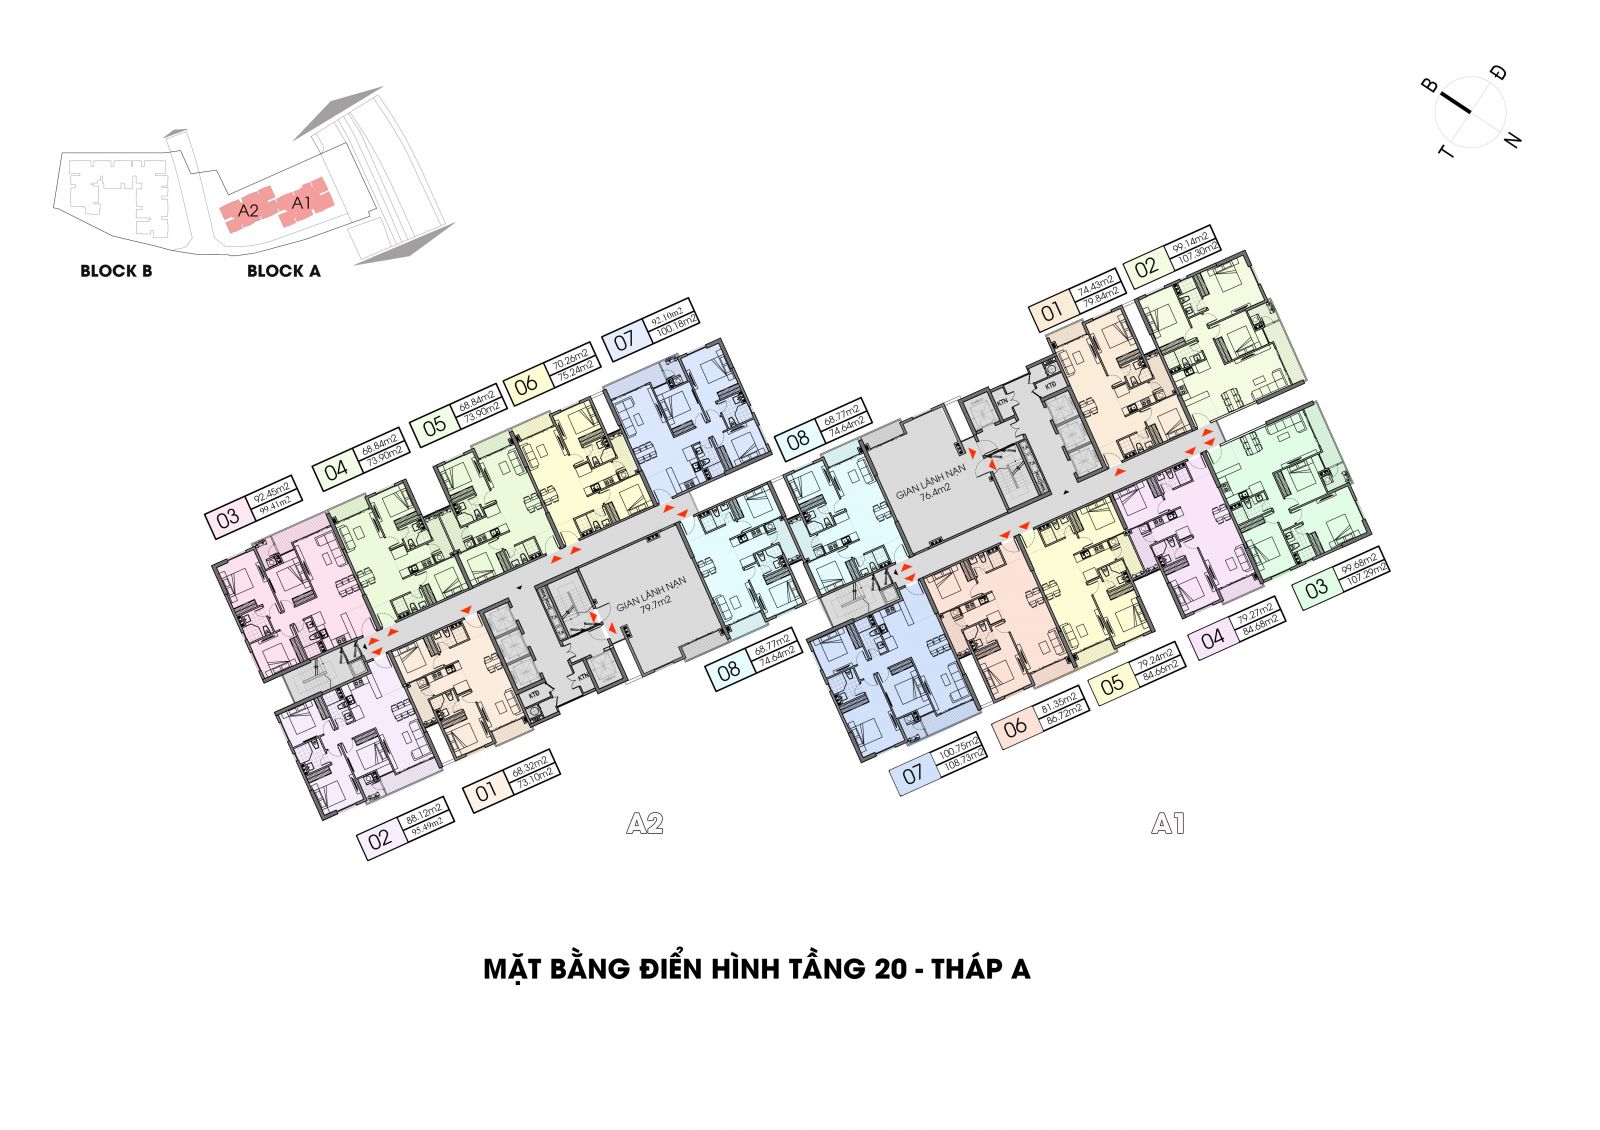 B
Đ
T
N
A2
A1
BLOCK B
BLOCK A
02
99.14m2
107.30m2
01
74.43m2
79.84m2
07
92.10m2
100.18m2
06
70.26m2
75.24m2
05
68.84m2
73.90m2
04
68.84m2
73.90m2
03
92.45m2
99.41m2
08
68.77m2
74.64m2
KTĐ
KTN
GIAN LÁNH NẠN
76.4m2
GIAN LÁNH NẠN
79.7m2
KTĐ
KTN
03
99.68m2
107.29m2
04
79.27m2
84.68m2
05
79.24m2
84.66m2
06
81.35m2
86.72m2
07
100.75m2
108.73m2
08
68.77m2
74.64m2
01
68.32m2
73.10m2
02
88.12m2
95.49m2
A2
A1
MẶT BẰNG ĐIỂN HÌNH TẦNG 20 - THÁP A